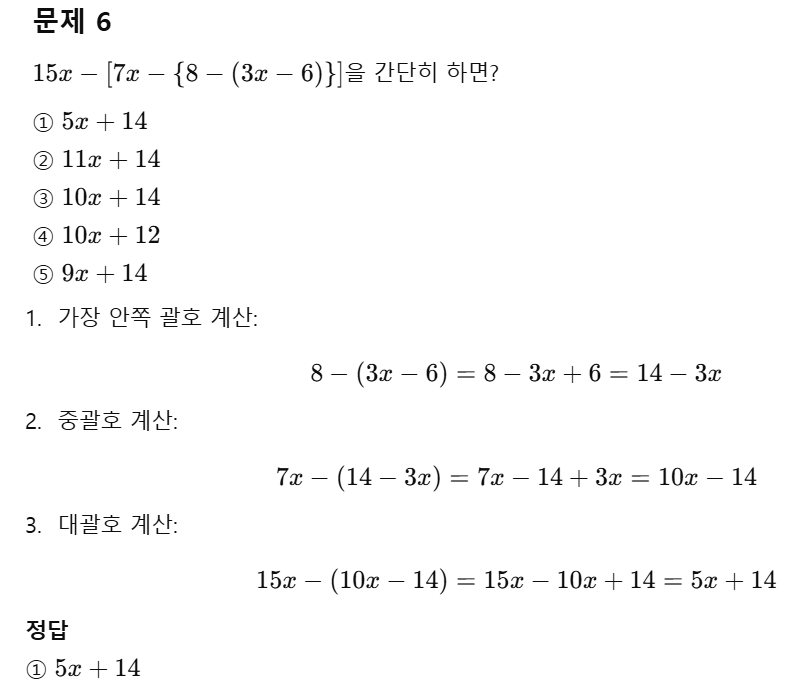 문제 6
15x − [7x − {8 − (3x − 6)}]을 간단히 하면?
① 5x + 14
② 11x + 14
③ 10x + 14
④ 10x + 12
⑤ 9x + 14
1. 가장 안쪽 괄호 계산:
8 − (3x − 6) = 8 − 3x + 6 = 14 − 3x
2. 중괄호 계산:
7x − (14 − 3x) = 7x − 14 + 3x = 10x − 14
3. 대괄호 계산:
15x − (10x − 14) = 15x − 10x + 14 = 5x + 14
정답
① 5x + 14